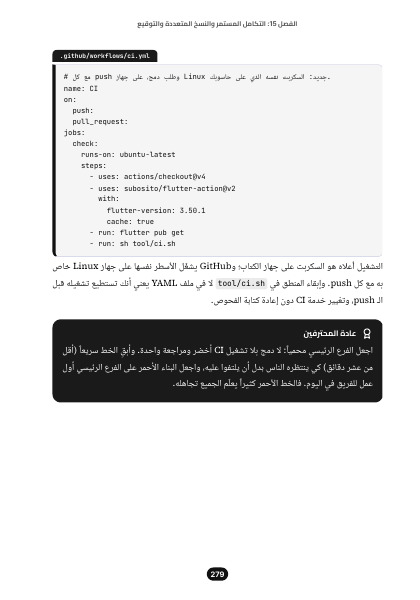 الفصل 15: التكامل المستمر والنسخ المتعددة والتوقيع
.github/workflows/ci.yml
# جديد: السكربت نفسه الذي على حاسوبك Linux وطلب دمج، على جهاز push مع كل.
name: CI
on:
  push:
  pull_request:
jobs:
  check:
    runs-on: ubuntu-latest
    steps:
      - uses: actions/checkout@v4
      - uses: subosito/flutter-action@v2
        with:
          flutter-version: 3.50.1
          cache: true
      - run: flutter pub get
      - run: sh tool/ci.sh
التشغيل أعلاه هو السكربت على جهاز الكتاب؛ وGitHub يشغّل الأسطر نفسها على جهاز Linux خاص
به مع كل push. وإبقاء المنطق في tool/ci.sh لا في ملف YAML يعني أنك تستطيع تشغيله قبل
الـ push، وتغيير خدمة CI دون إعادة كتابة الفحوص.
عادة المحترفين
اجعل الفرع الرئيسي محمياً: لا دمج بلا تشغيل CI أخضر ومراجعة واحدة. وأبقِ الخط سريعاً (أقل
من عشر دقائق) كي ينتظره الناس بدل أن يلتفوا عليه، واجعل البناء الأحمر على الفرع الرئيسي أول
عمل للفريق في اليوم. فالخط الأحمر كثيراً يعلّم الجميع تجاهله.
279